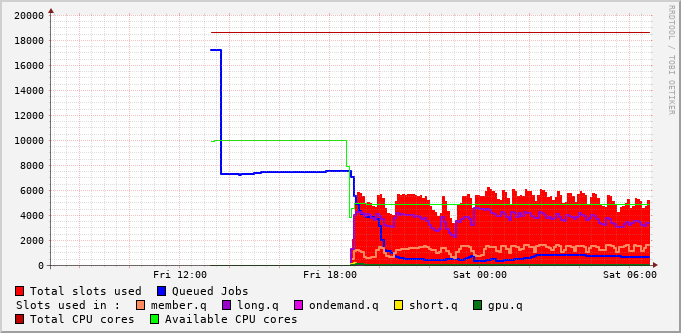 20000
18000
16000
14000
12000
10000
8000
6000
4000
2000
0
Fri 12:00 Fri 18:00 Sat 00:00 Sat 06:00
RRDTOOL / TOBI OETIKER
Total slots used Queued Jobs
Slots used in : member.q long.q ondemand.q short.q gpu.q
Total CPU cores Available CPU cores